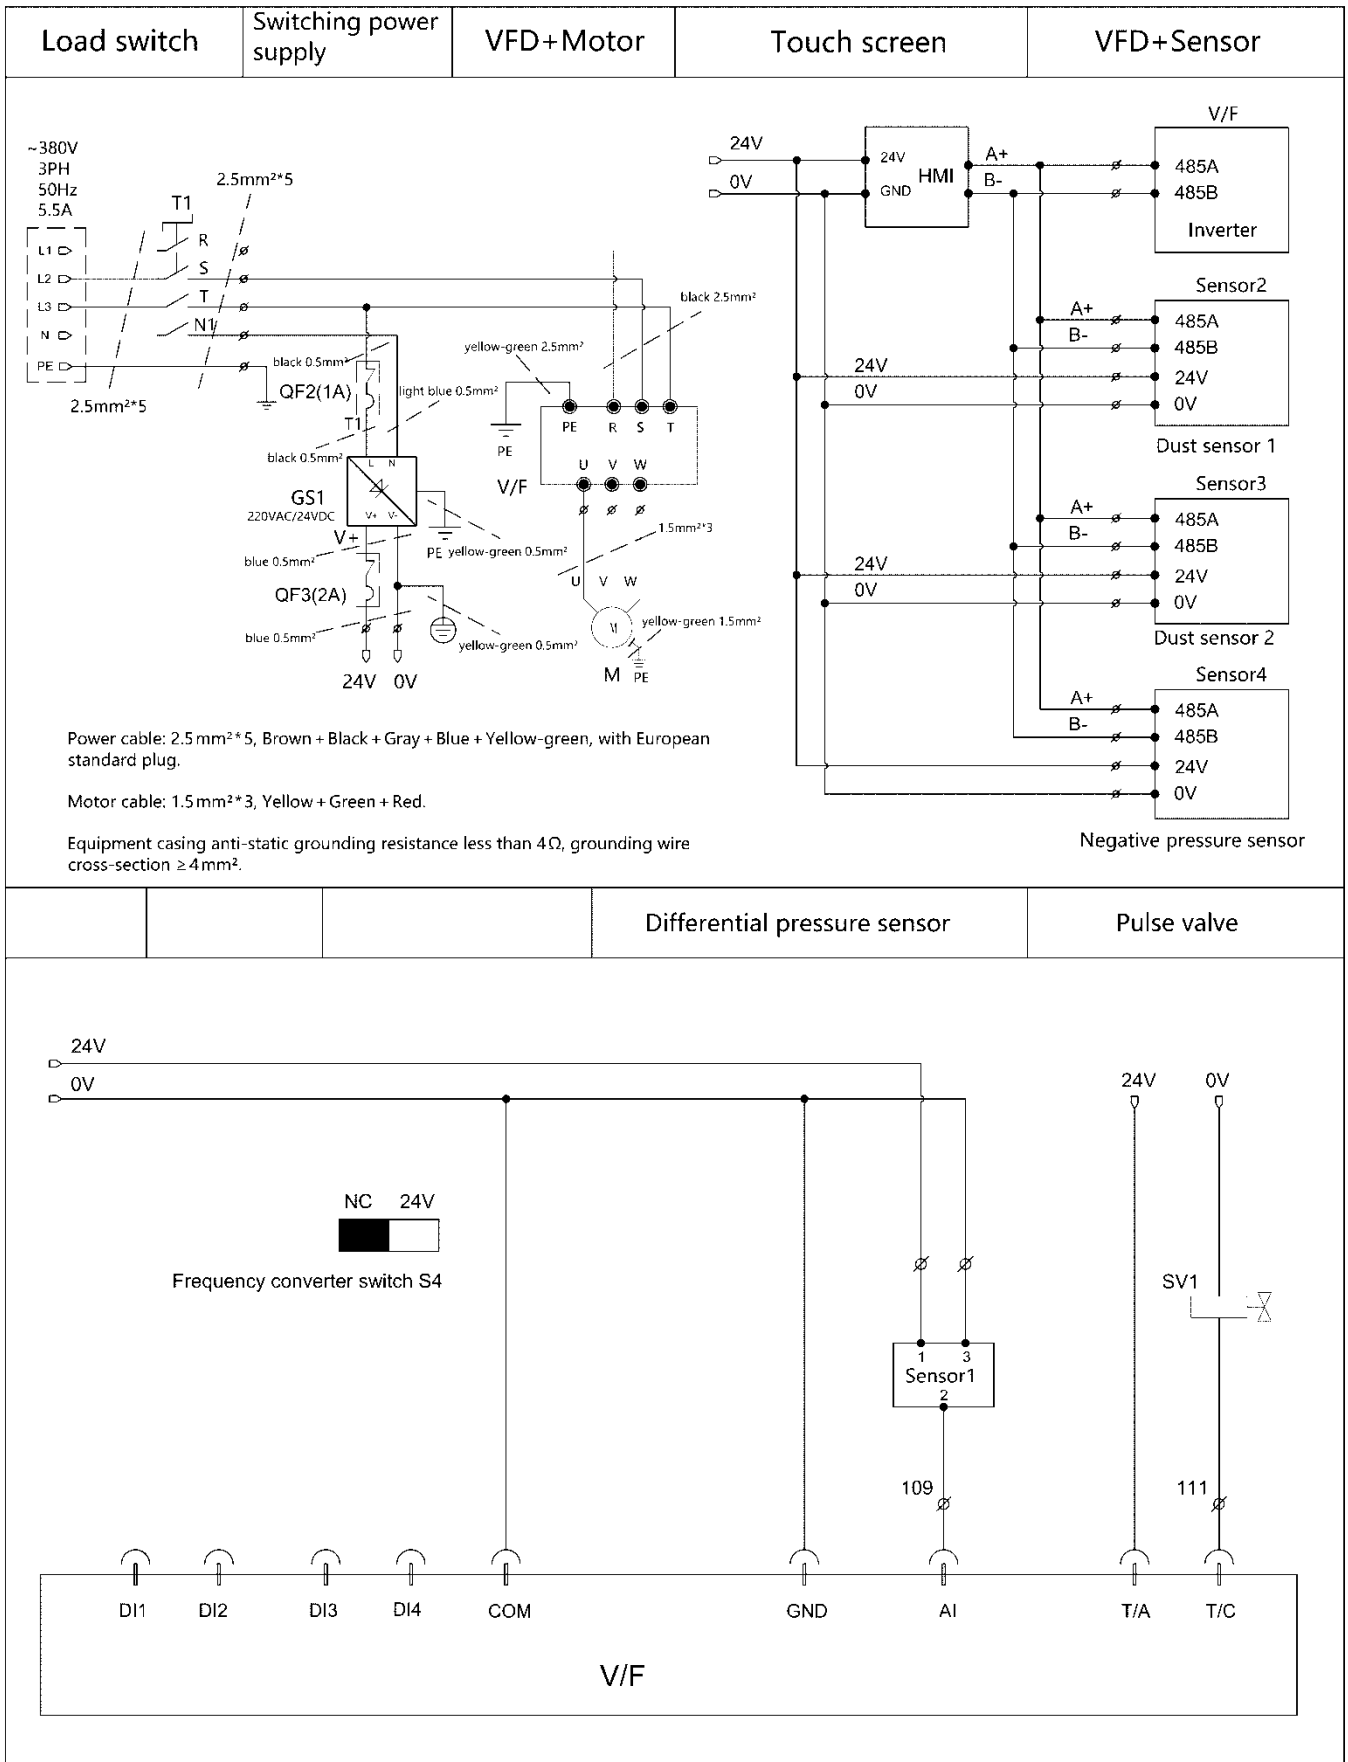 Load switch
Switching power
supply
VFD+Motor
Touch screen
VFD+Sensor
~380V
3PH
50Hz
5.5A
T1
2.5mm²*5
L1
R
L2
S
L3
T
N
N1
PE
2.5mm²*5
black 0.5mm²
QF2(1A)
T1
light blue 0.5mm²
black 0.5mm²
L N
GS1
220VAC/24VDC
V+ V-
V+
PE
yellow-green 0.5mm²
blue 0.5mm²
QF3(2A)
blue 0.5mm²
yellow-green 0.5mm²
24V 0V
yellow-green 2.5mm²
black 2.5mm²
PE
PE R S T
U V W
V/F
1.5mm²*3
U V W
M
yellow-green 1.5mm²
M PE
24V
0V
24V
GND
HMI
A+
B-
V/F
485A
485B
Inverter
Sensor2
A+
485A
B-
485B
24V
24V
0V
0V
Dust sensor 1
Sensor3
A+
485A
B-
485B
24V
24V
0V
0V
Dust sensor 2
Sensor4
A+
485A
B-
485B
24V
0V
Negative pressure sensor
Power cable: 2.5mm²*5, Brown + Black + Gray + Blue + Yellow-green, with European
standard plug.
Motor cable: 1.5mm²*3, Yellow + Green + Red.
Equipment casing anti-static grounding resistance less than 4Ω, grounding wire
cross-section ≥4mm².
Differential pressure sensor
Pulse valve
24V
0V
24V 0V
NC 24V
Frequency converter switch S4
SV1
1 3
Sensor1
2
109
111
DI1 DI2 DI3 DI4 COM GND AI T/A T/C
V/F